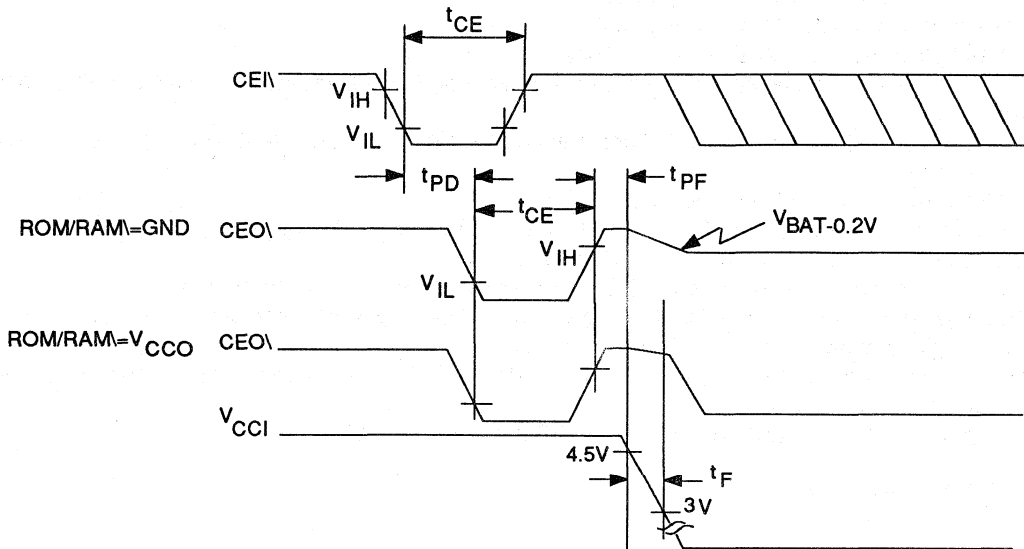 tCE
CEI\
VIH
VIL
tPD
tPF
tCE
ROM/RAM\=GND CEO\
VBAT-0.2V
VIH
VIL
ROM/RAM\=VCCO CEO\
VCCI
4.5V
tF
3V